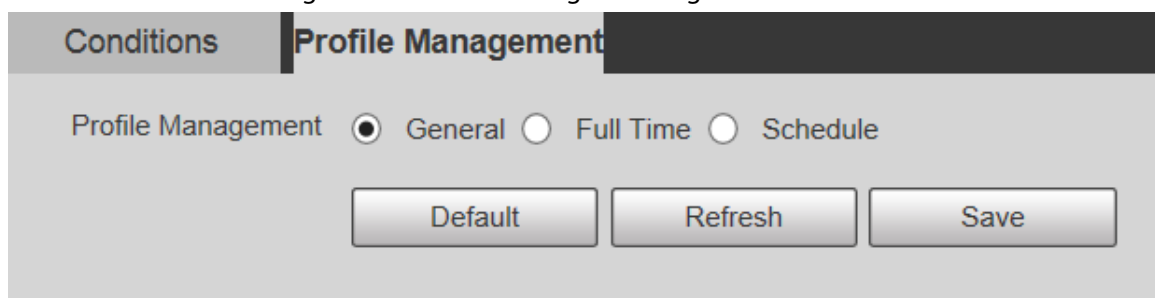 Conditions Profile Management
Profile Management General Full Time Schedule
Default Refresh Save